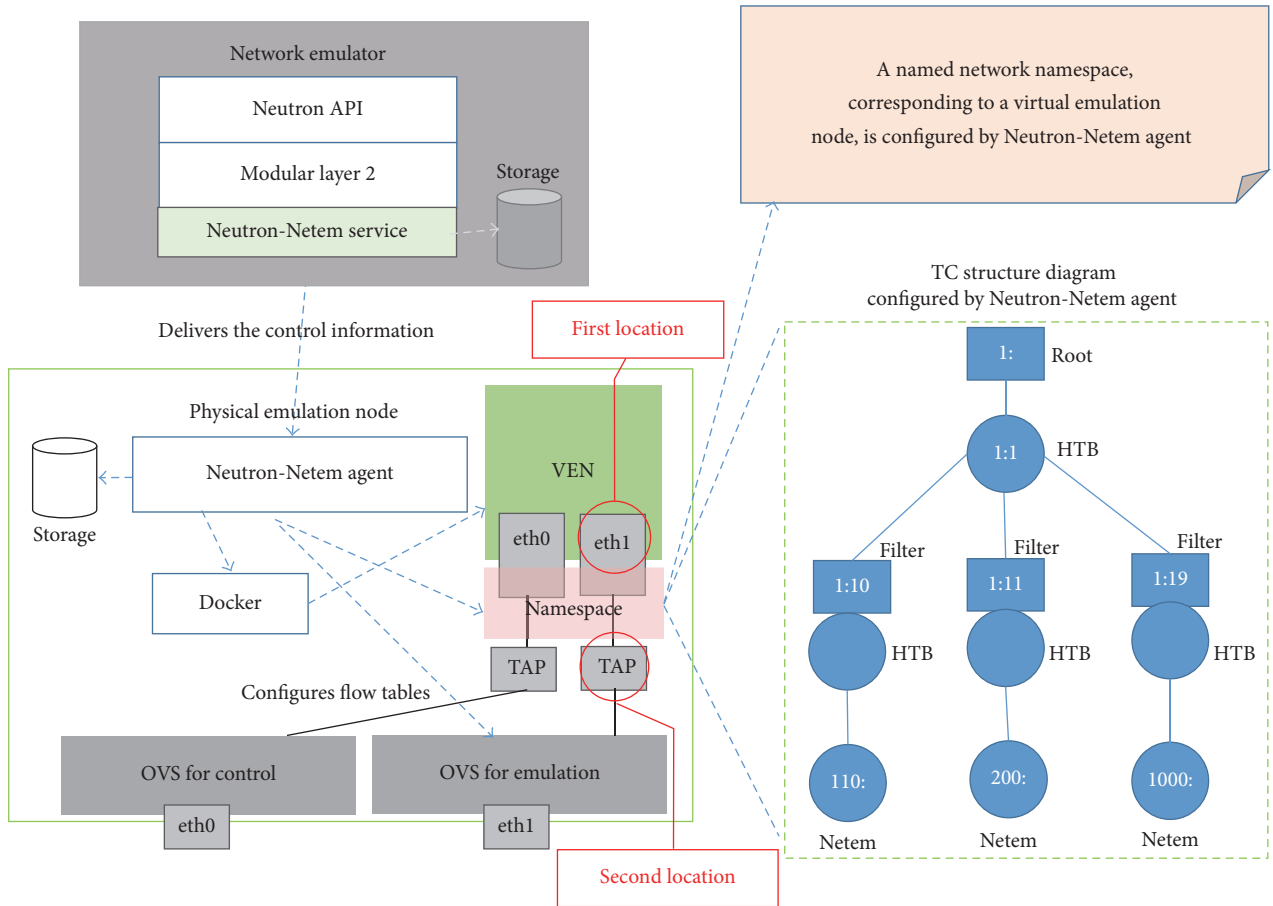 Network emulator
Neutron API
Modular layer 2
Neutron-Netem service
Storage
A named network namespace,
corresponding to a virtual emulation
node, is configured by Neutron-Netem agent
Delivers the control information
First location
Physical emulation node
Neutron-Netem agent
Storage
Docker
VEN
eth0
eth1
Namespace
TAP
TAP
Configures flow tables
OVS for control
OVS for emulation
eth0
eth1
Second location
TC structure diagram
configured by Neutron-Netem agent
1:
Root
1:1
HTB
Filter
Filter
Filter
1:10
1:11
1:19
HTB
HTB
HTB
110:
200:
1000:
Netem
Netem
Netem